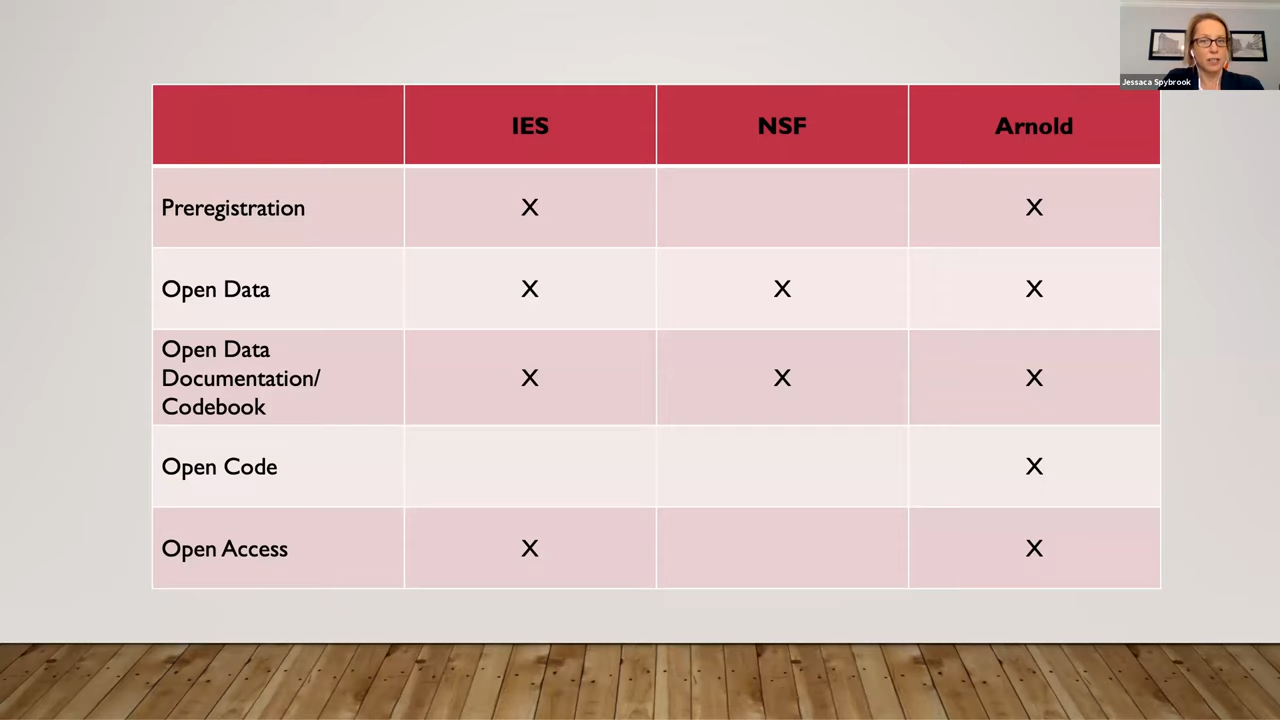 Jessaca Spybrook
IES NSF Arnold
Preregistration X X
Open Data X X X
Open Data
Documentation/ X X X
Codebook
Open Code X
Open Access X X